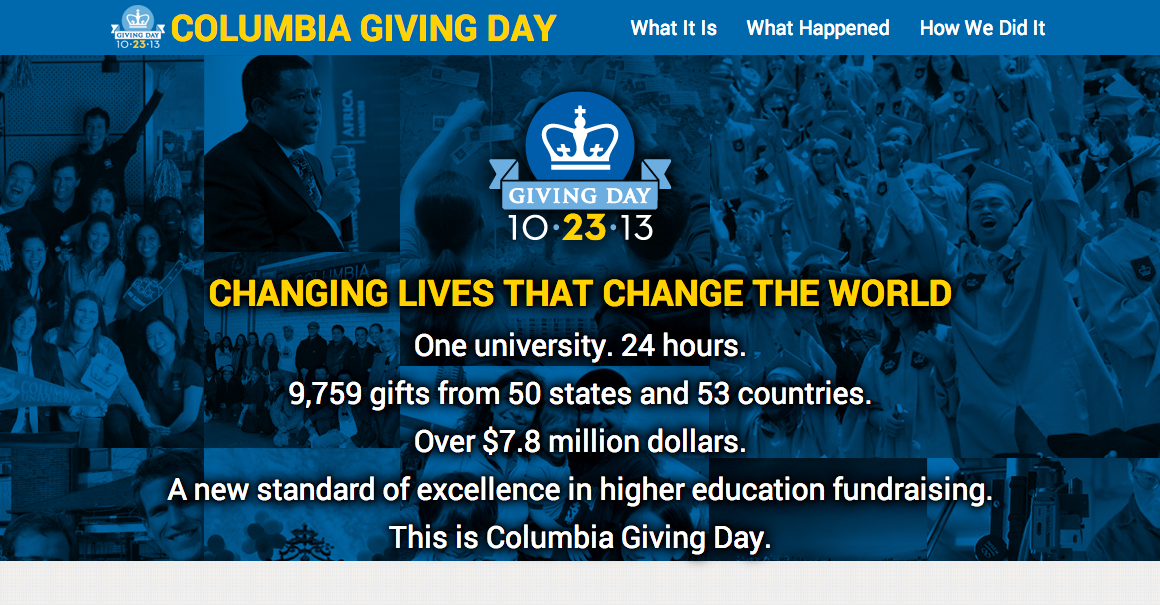 GIVING DAY
10·23·13
COLUMBIA GIVING DAY
What It Is
What Happened
How We Did It
AFRICA
NAIROBI
COLUMBIA
GIVING DAY
10·23·13
CHANGING LIVES THAT CHANGE THE WORLD
One university. 24 hours.
9,759 gifts from 50 states and 53 countries.
Over $7.8 million dollars.
A new standard of excellence in higher education fundraising.
This is Columbia Giving Day.